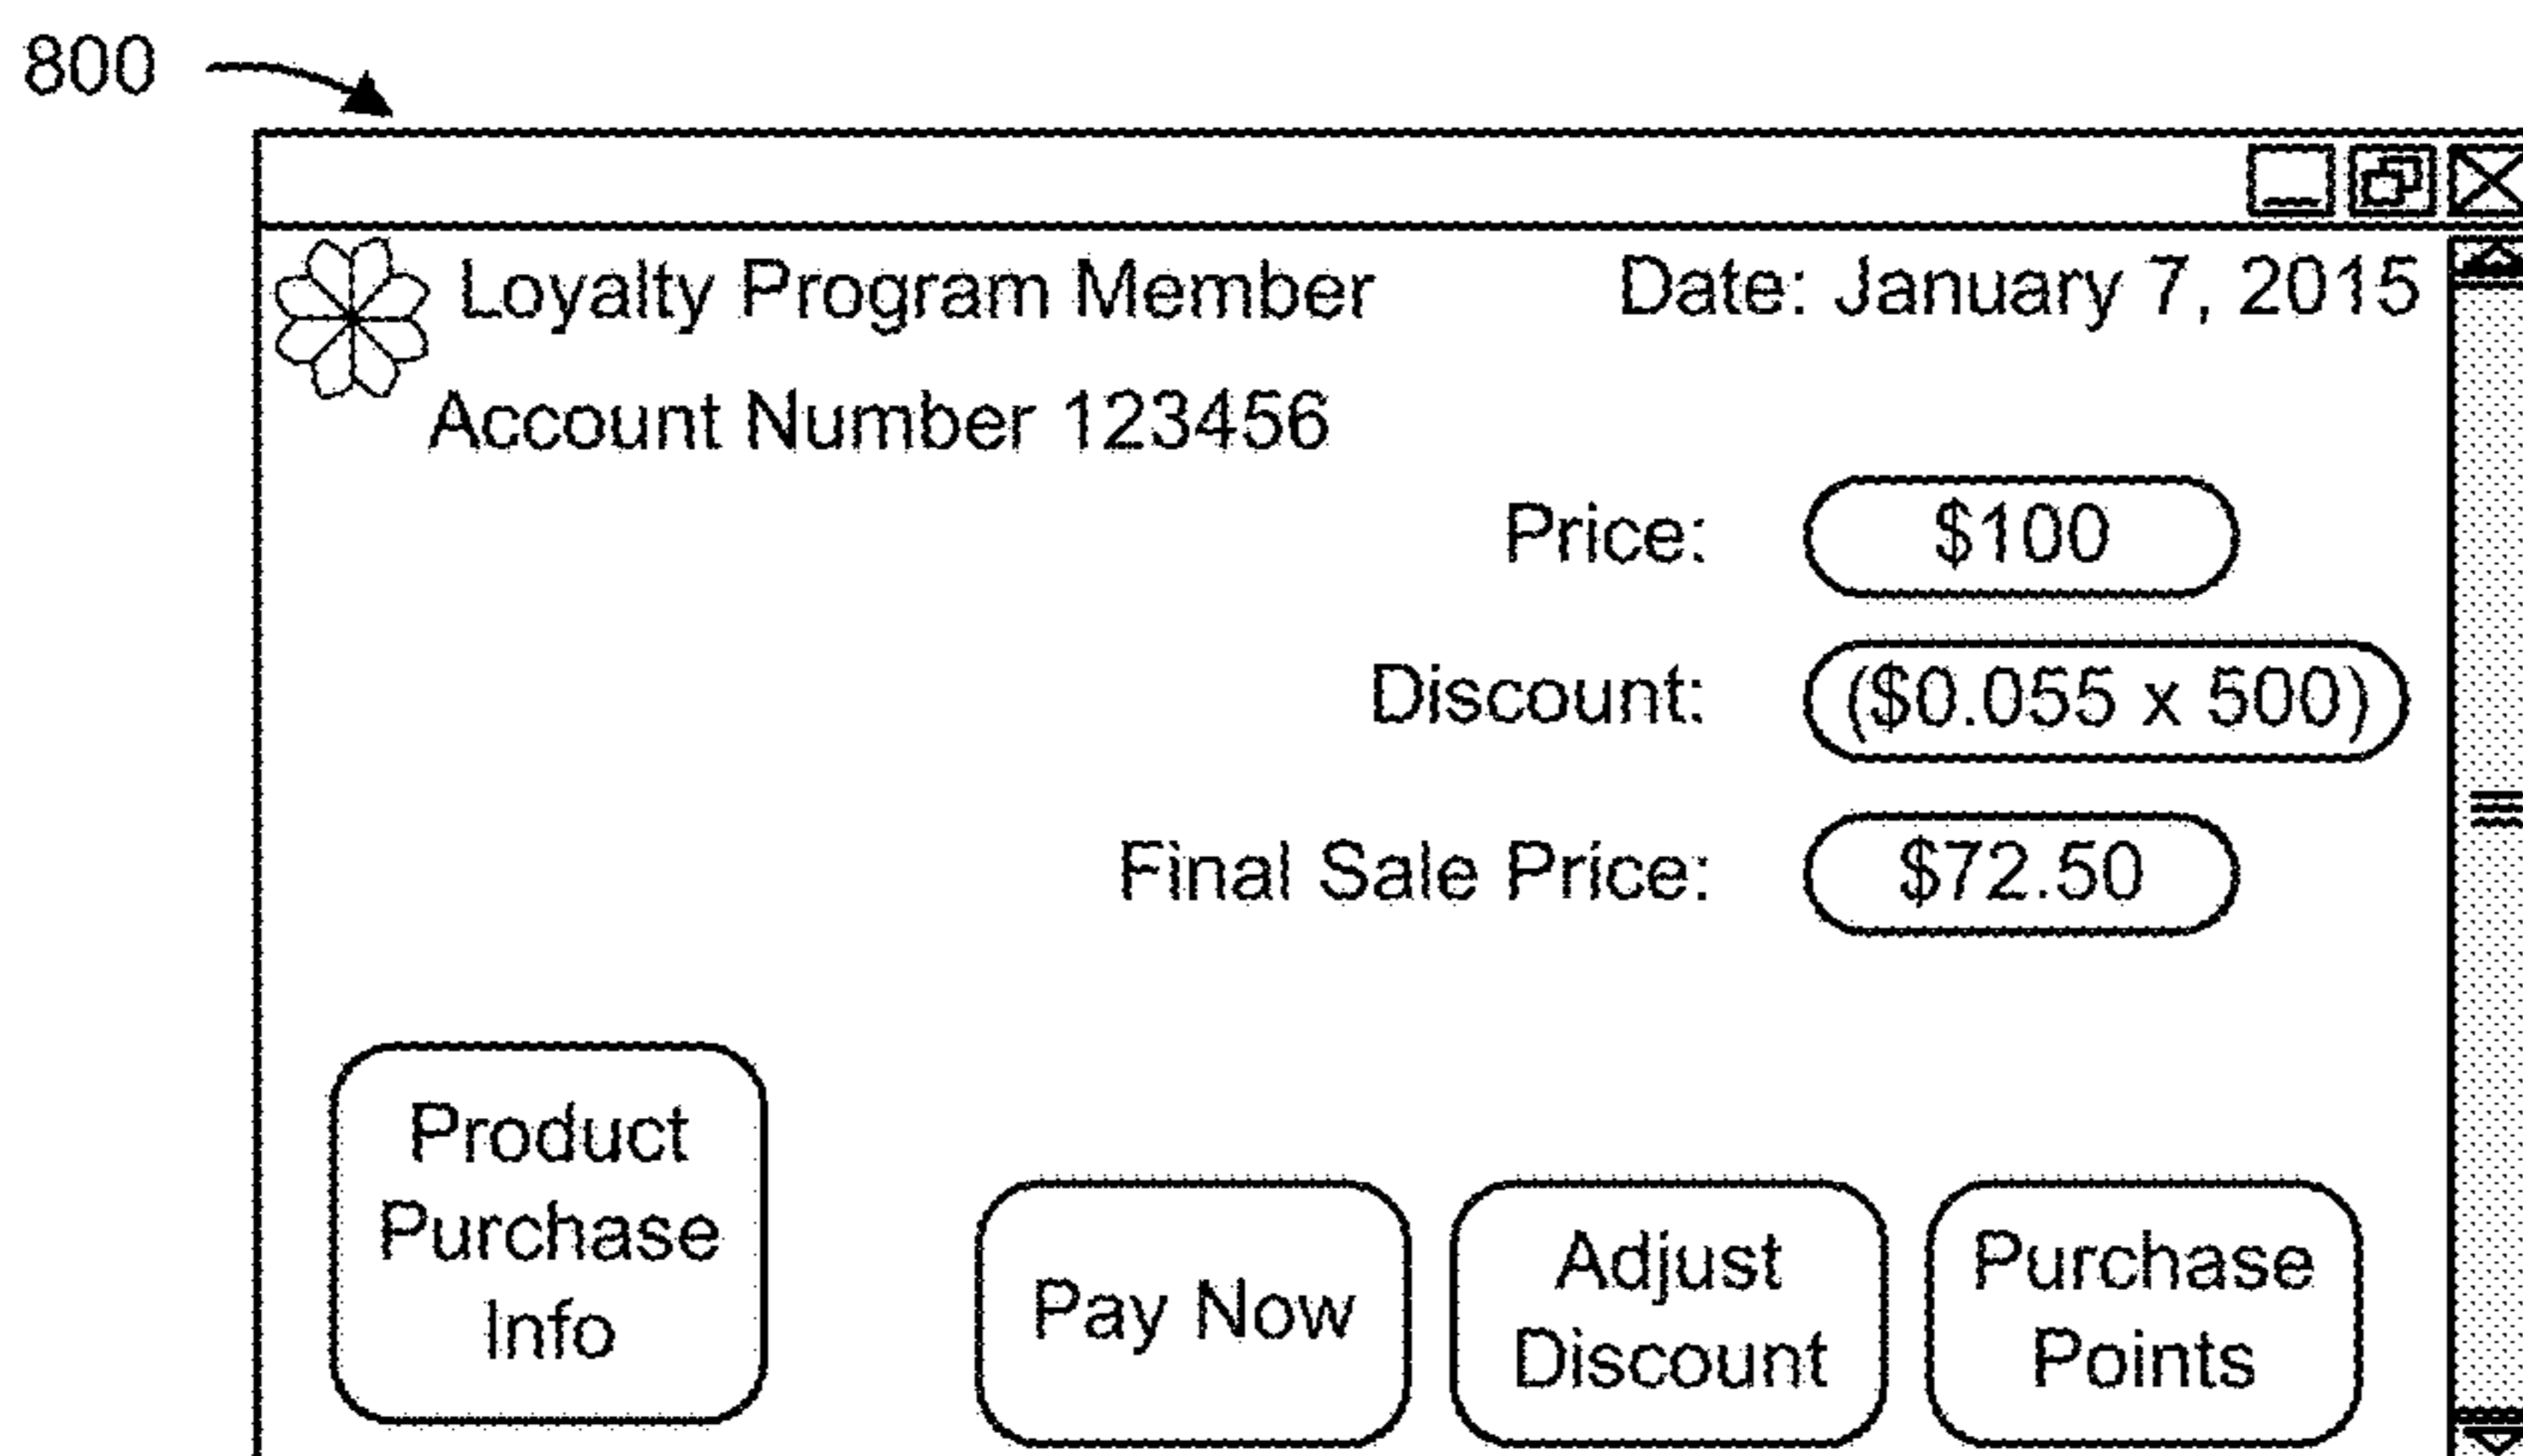 800
Loyalty Program Member
Date: January 7, 2015
Account Number 123456
Price: $100
Discount: ($0.055 x 500)
Final Sale Price: $72.50
Product
Purchase
Info
Pay Now
Adjust
Discount
Purchase
Points